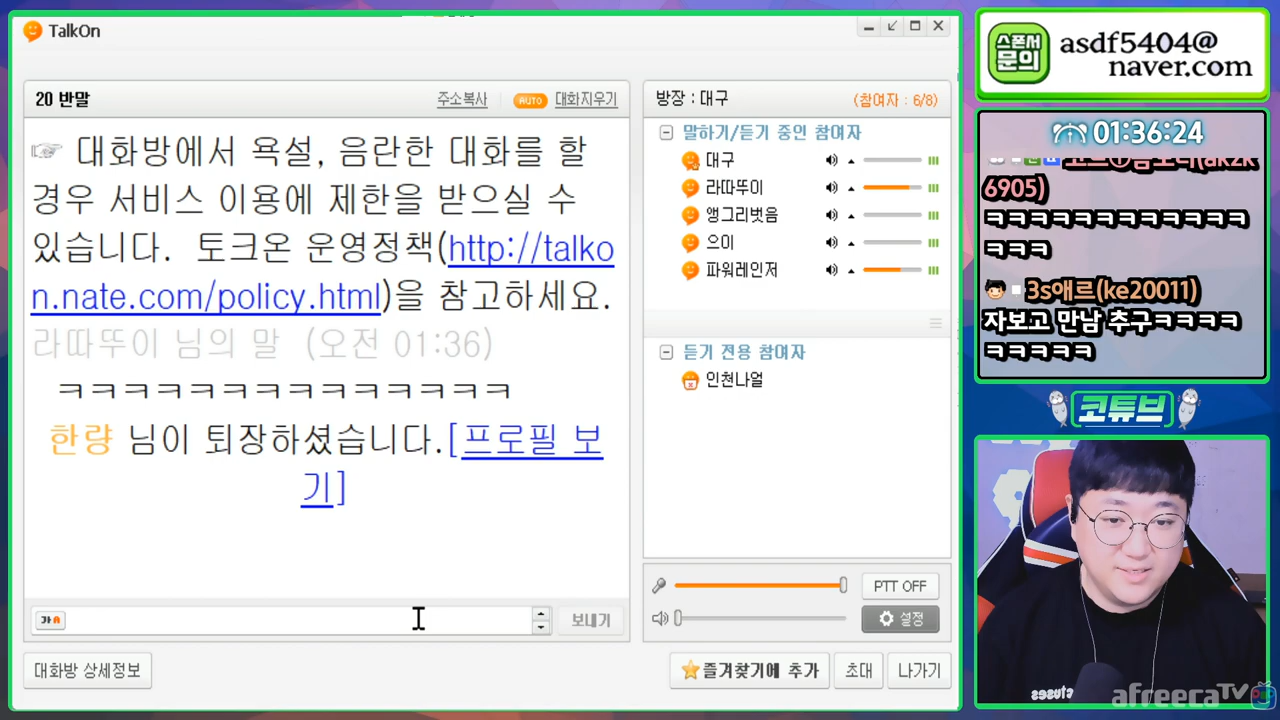 TalkOn
20 반말
주소복사
AUTO
대화지우기
☞ 대화방에서 욕설, 음란한 대화를 할
경우 서비스 이용에 제한을 받으실 수
있습니다. 토크온 운영정책(http://talko
n.nate.com/policy.html)을 참고하세요.
라따뚜이 님의 말 (오전 01:36)
ㅋㅋㅋㅋㅋㅋㅋㅋㅋㅋㅋㅋㅋㅋㅋ
한량 님이 퇴장하셨습니다.[프로필 보
기]
가A
보내기
대화방 상세정보
방장 : 대구
(참여자 : 6/8)
말하기/듣기 중인 참여자
대구
라따뚜이
앵그리벗음
으이
파워레인저
듣기 전용 참여자
인천나얼
PTT OFF
설정
즐겨찾기에 추가
초대
나가기
스폰서
문의
asdf5404@
naver.com
01:36:24
6905)
ㅋㅋㅋㅋㅋㅋㅋㅋㅋㅋㅋㅋ
ㅋㅋㅋ
3s애르(ke20011)
자보고 만남 추구ㅋㅋㅋㅋ
ㅋㅋㅋㅋㅋ
코튜브
afreecaTV